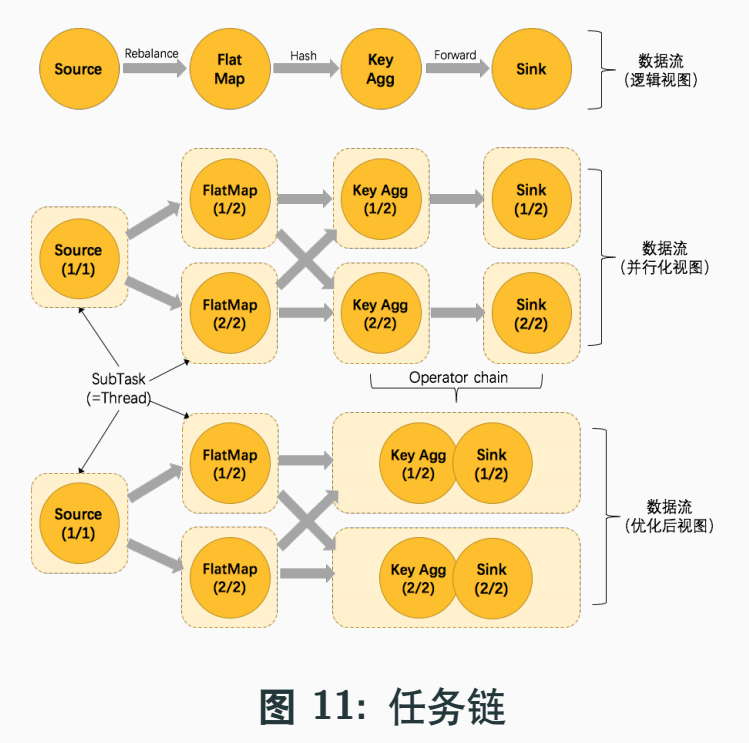 Rebalance
Hash
Forward
Source
Flat
Map
Key
Agg
Sink
数据流
(逻辑视图)
FlatMap
(1/2)
Key Agg
(1/2)
Sink
(1/2)
Source
(1/1)
数据流
(并行化视图)
FlatMap
(2/2)
Key Agg
(2/2)
Sink
(2/2)
SubTask
(=Thread)
Operator chain
FlatMap
(1/2)
Key Agg
(1/2)
Sink
(1/2)
Source
(1/1)
数据流
(优化后视图)
FlatMap
(2/2)
Key Agg
(2/2)
Sink
(2/2)
图 11: 任务链